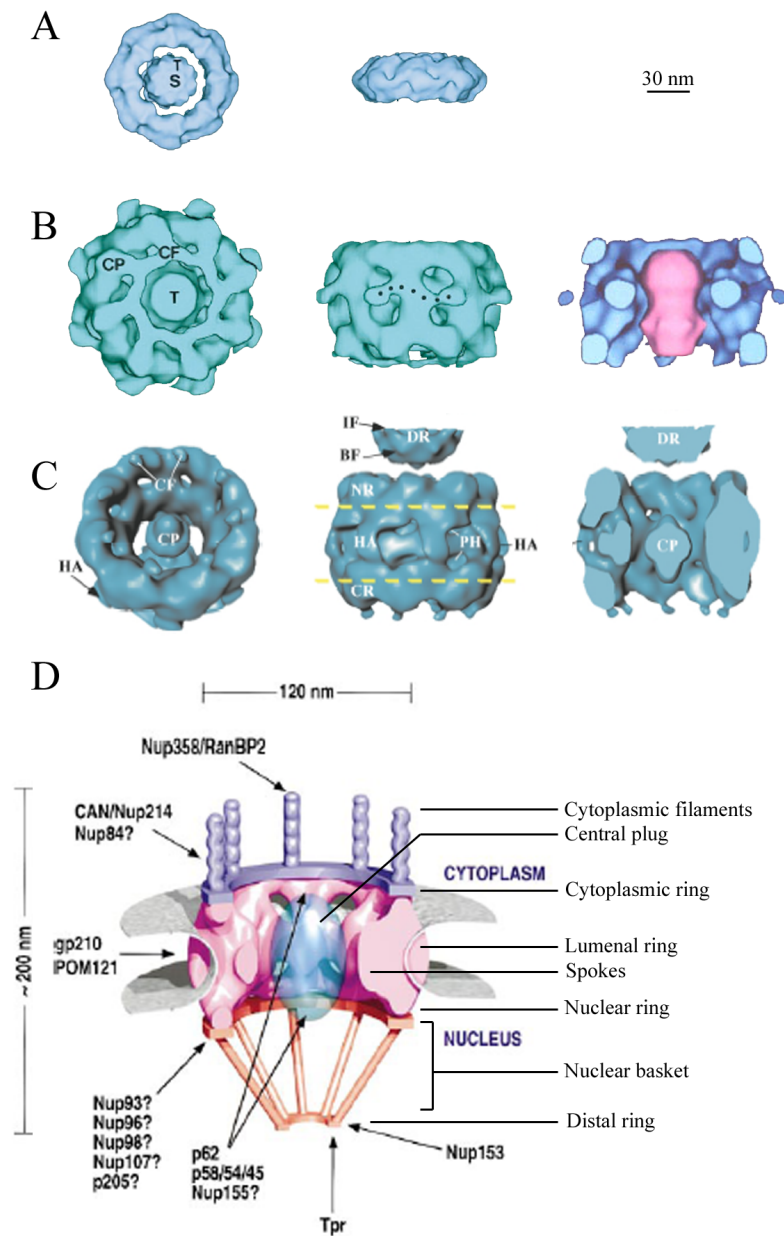 A
T
S
30 nm
B
CP
CF
T
C
CF
CP
HA
IF
DR
BF
NR
HA
PH
HA
CR
DR
CP
D
120 nm
Nup358/RanBP2
CAN/Nup214
Nup84?
~200 nm
CYTOPLASM
gp210
POM121
NUCLEUS
Cytoplasmic filaments
Central plug
Cytoplasmic ring
Lumenal ring
Spokes
Nuclear ring
Nuclear basket
Distal ring
Nup93?
Nup96?
Nup98?
Nup107?
p205?
p62
p58/54/45
Nup155?
Nup153
Tpr